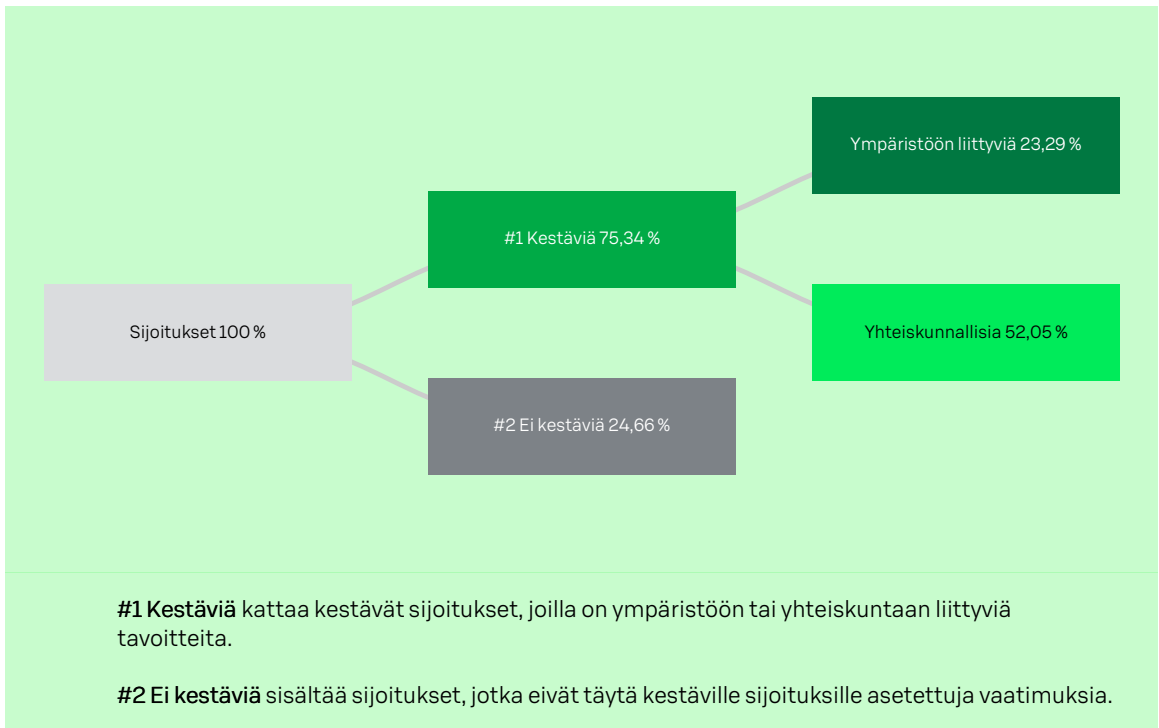 Ympäristöön liittyviä 23,29 %
#1 Kestäviä 75,34 %
Sijoitukset 100 %
Yhteiskunnallisia 52,05 %
#2 Ei kestäviä 24,66 %
#1 Kestäviä kattaa kestävät sijoitukset, joilla on ympäristöön tai yhteiskuntaan liittyviä
tavoitteita.
#2 Ei kestäviä sisältää sijoitukset, jotka eivät täytä kestäville sijoituksille asetettuja vaatimuksia.